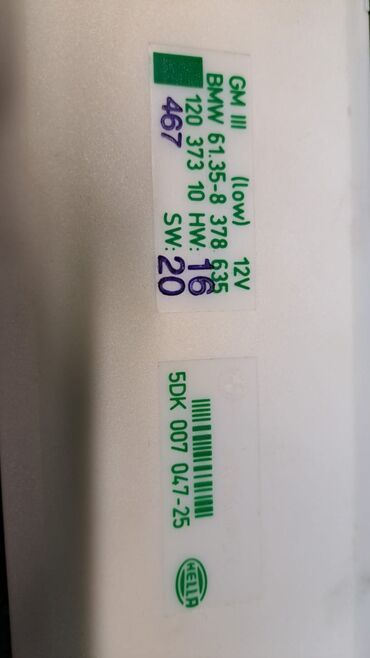 GM III (low) 12V
BMW 61.35-8 378 635
120 373 10 HW: 16
467 SW: 20
5DK 007 047-25
HELLA